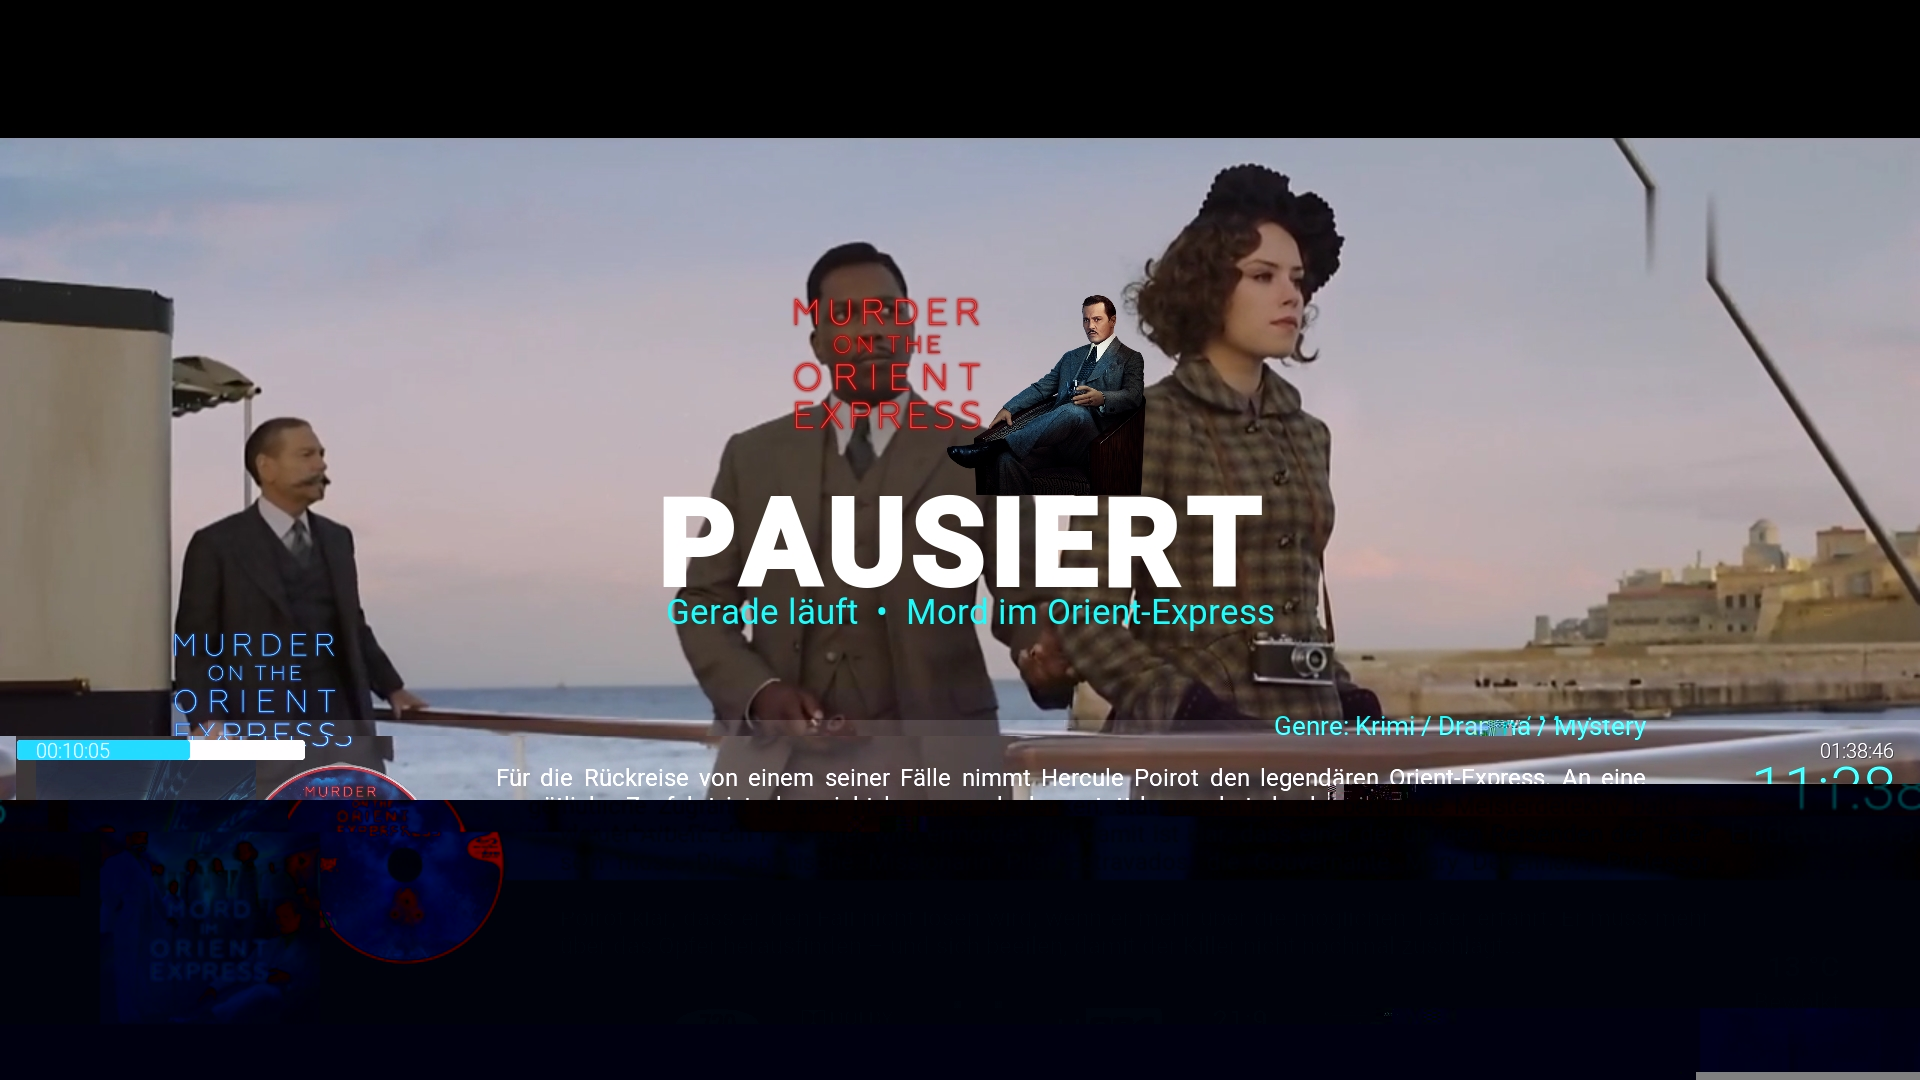 MURDER
ON THE
ORIENT
EXPRESS
PAUSIERT
Gerade läuft • Mord im Orient-Express
MURDER
ON THE
ORIENT
EXPRESS
Genre: Krimi / Drama / Mystery
00:10:05
01:38:46
Für die Rückreise von einem seiner Fälle nimmt Hercule Poirot den legendären Orient-Express. An eine
11:38
MURDER
ON THE
ORIENT
EXPRESS
MORD
IM
ORIENT
EXPRESS